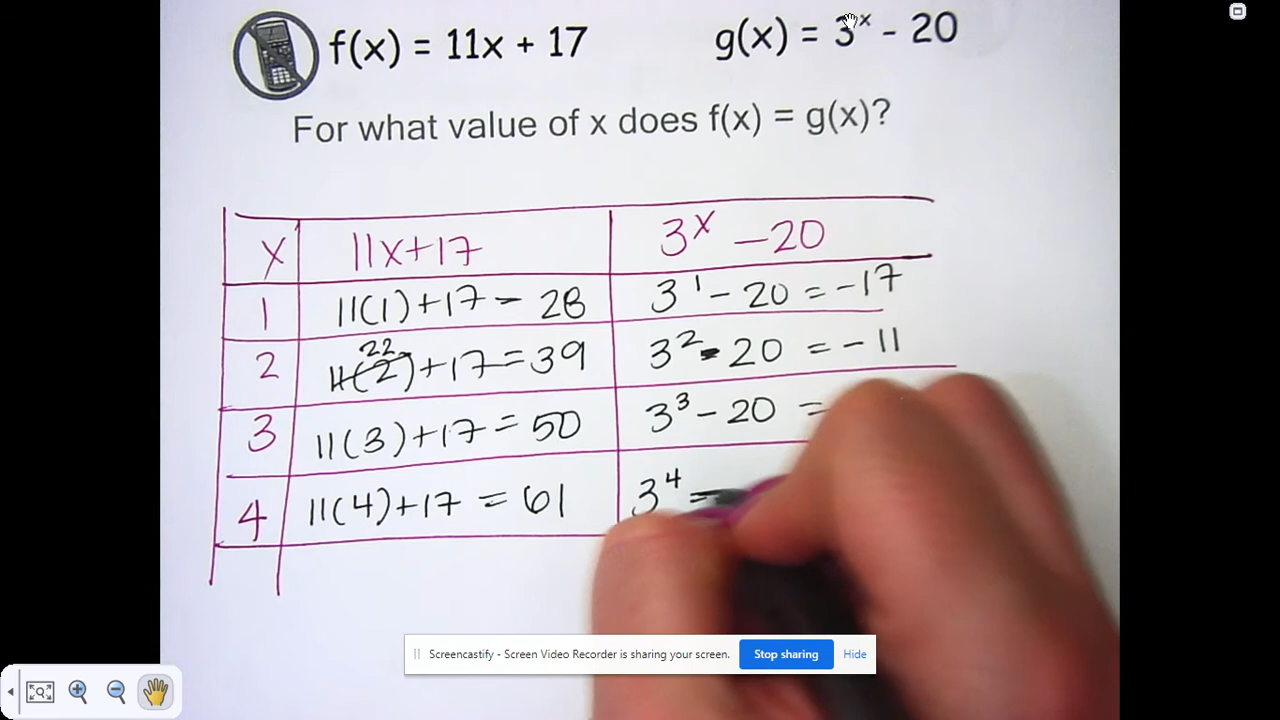 f(x) = 11x + 17 g(x) = 3ˣ - 20
For what value of x does f(x) = g(x)?
x 11x+17 3ˣ - 20
1 11(1)+17 - 28 3¹ - 20 = -17
2 22 11(2)+17 = 39 3² - 20 = -11
3 11(3)+17 = 50 3³ - 20 =
4 11(4)+17 = 61 3⁴
Screencastify - Screen Video Recorder is sharing your screen. Stop sharing Hide